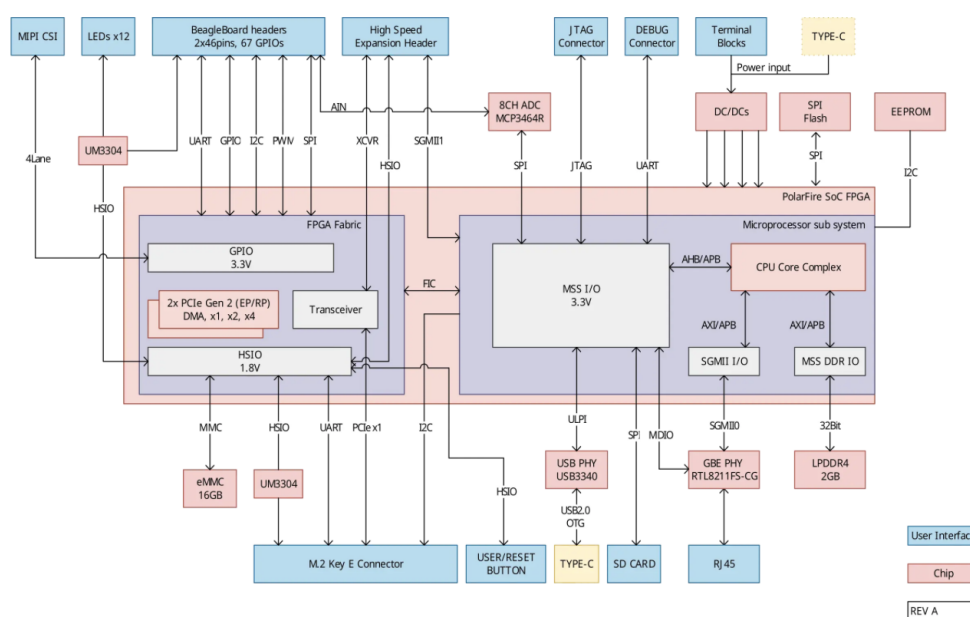 MIPI CSI
LEDs x12
BeagleBoard headers
2x46pins, 67 GPIOs
High Speed
Expansion Header
JTAG
Connector
DEBUG
Connector
Terminal
Blocks
TYPE-C
Power input
UM3304
AIN
8CH ADC
MCP3464R
DC/DCs
SPI
Flash
EEPROM
4Lane
HSIO
UART
GPIO
I2C
PWM
SPI
XCVR
HSIO
SGMII1
SPI
JTAG
UART
SPI
I2C
PolarFire SoC FPGA
FPGA Fabric
Microprocessor sub system
GPIO
3.3V
2x PCIe Gen 2 (EP/RP)
DMA, x1, x2, x4
Transceiver
HSIO
1.8V
FIC
MSS I/O
3.3V
AHB/APB
CPU Core Complex
AXI/APB
AXI/APB
SGMII I/O
MSS DDR IO
MMC
HSIO
UART
PCIe x1
I2C
HSIO
ULPI
SPI
MDIO
SGMII0
32Bit
eMMC
16GB
UM3304
USB PHY
USB3340
GBE PHY
RTL8211FS-CG
LPDDR4
2GB
USB2.0
OTG
M.2 Key E Connector
USER/RESET
BUTTON
TYPE-C
SD CARD
RJ45
User Interfac
Chip
REV A